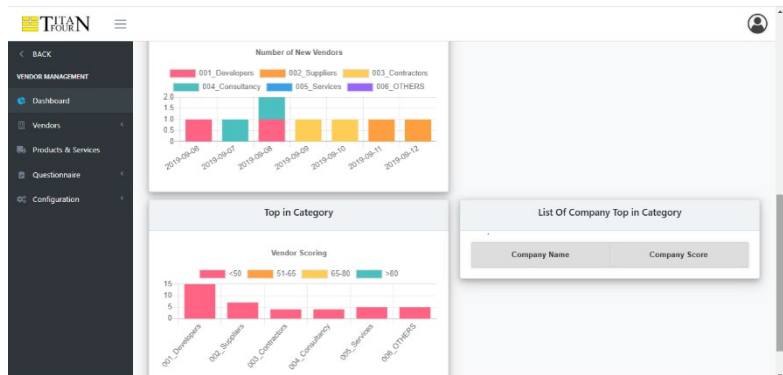 TITAN FOUR
BACK
VENDOR MANAGEMENT
Dashboard
Vendors
Products & Services
Questionnaire
Configuration
Number of New Vendors
001_Developers 002_Suppliers 003_Contractors
004_Consultancy 005_Services 006_OTHERS
2.0
1.5
1.0
0.5
0
2019-09-06 2019-09-07 2019-09-08 2019-09-09 2019-09-10 2019-09-11 2019-09-12
Top in Category
Vendor Scoring
<50 51-65 65-80 >80
15
10
5
0
001_Developers 002_Suppliers 003_Contractors 004_Consultancy 005_Services 006_OTHERS
List Of Company Top in Category
Company Name Company Score